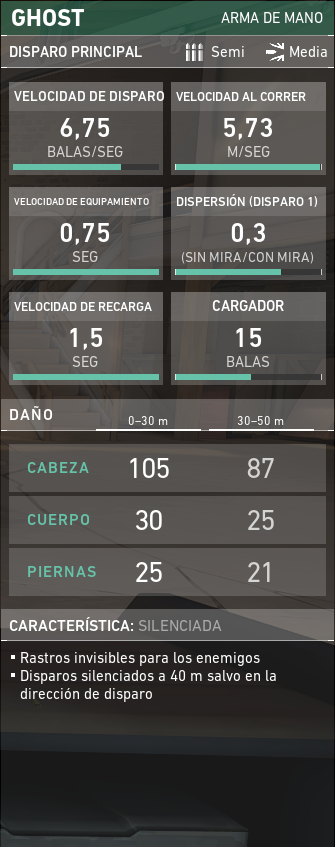 GHOST ARMA DE MANO
DISPARO PRINCIPAL Semi Media
VELOCIDAD DE DISPARO
6,75
BALAS/SEG
VELOCIDAD AL CORRER
5,73
M/SEG
VELOCIDAD DE EQUIPAMIENTO
0,75
SEG
DISPERSIÓN (DISPARO 1)
0,3
(SIN MIRA/CON MIRA)
VELOCIDAD DE RECARGA
1,5
SEG
CARGADOR
15
BALAS
DAÑO 0–30 m 30–50 m
CABEZA 105 87
CUERPO 30 25
PIERNAS 25 21
CARACTERÍSTICA: SILENCIADA
▪ Rastros invisibles para los enemigos
▪ Disparos silenciados a 40 m salvo en la
dirección de disparo